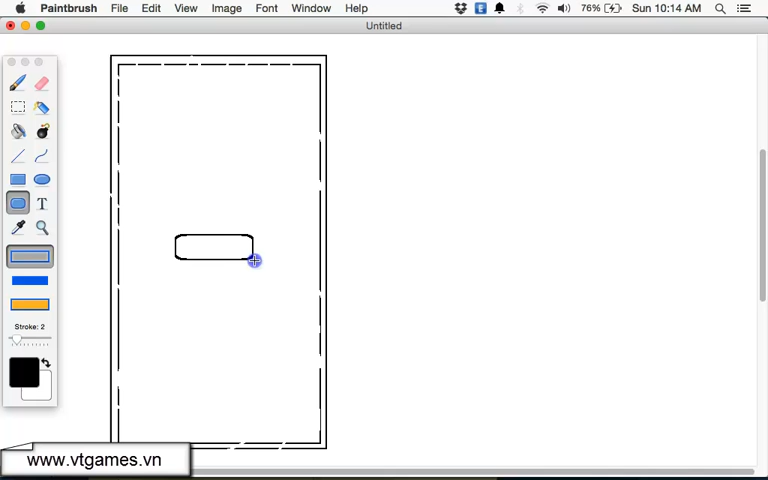 Paintbrush File Edit View Image Font Window Help 76% Sun 10:14 AM
Untitled
T
Stroke: 2
www.vtgames.vn